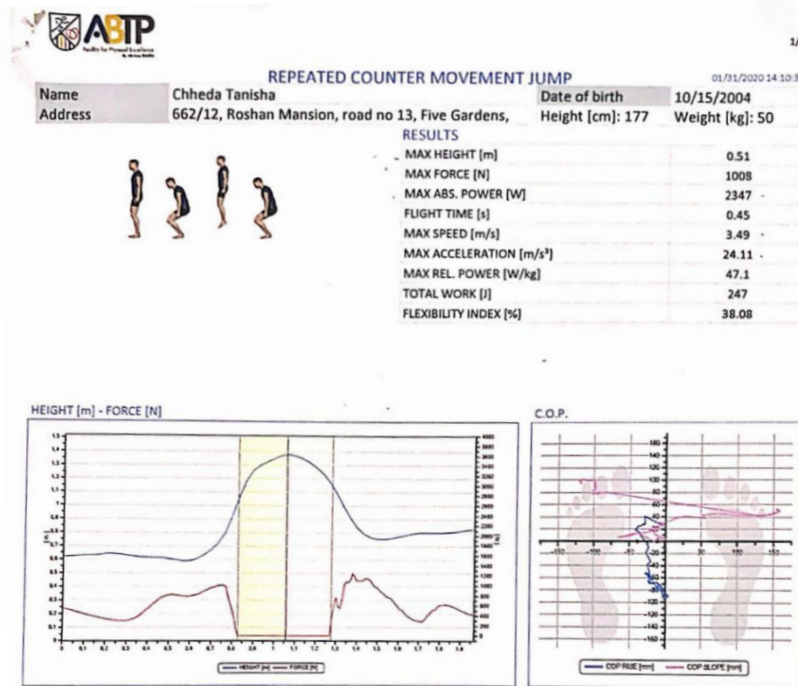 ABTP
Facility for Physical Excellence
1/
REPEATED COUNTER MOVEMENT JUMP
01/31/2020 14:10:3
Name Chheda Tanisha Date of birth 10/15/2004
Address 662/12, Roshan Mansion, road no 13, Five Gardens, Height [cm]: 177 Weight [kg]: 50
RESULTS
MAX HEIGHT [m] 0.51
MAX FORCE [N] 1008
MAX ABS. POWER [W] 2347
FLIGHT TIME [s] 0.45
MAX SPEED [m/s] 3.49
MAX ACCELERATION [m/s²] 24.11
MAX REL. POWER [W/kg] 47.1
TOTAL WORK [J] 247
FLEXIBILITY INDEX [%] 38.08
HEIGHT [m] - FORCE [N]
C.O.P.
HEIGHT [m] FORCE [N]
COP RISE [mm] COP SLOPE [mm]